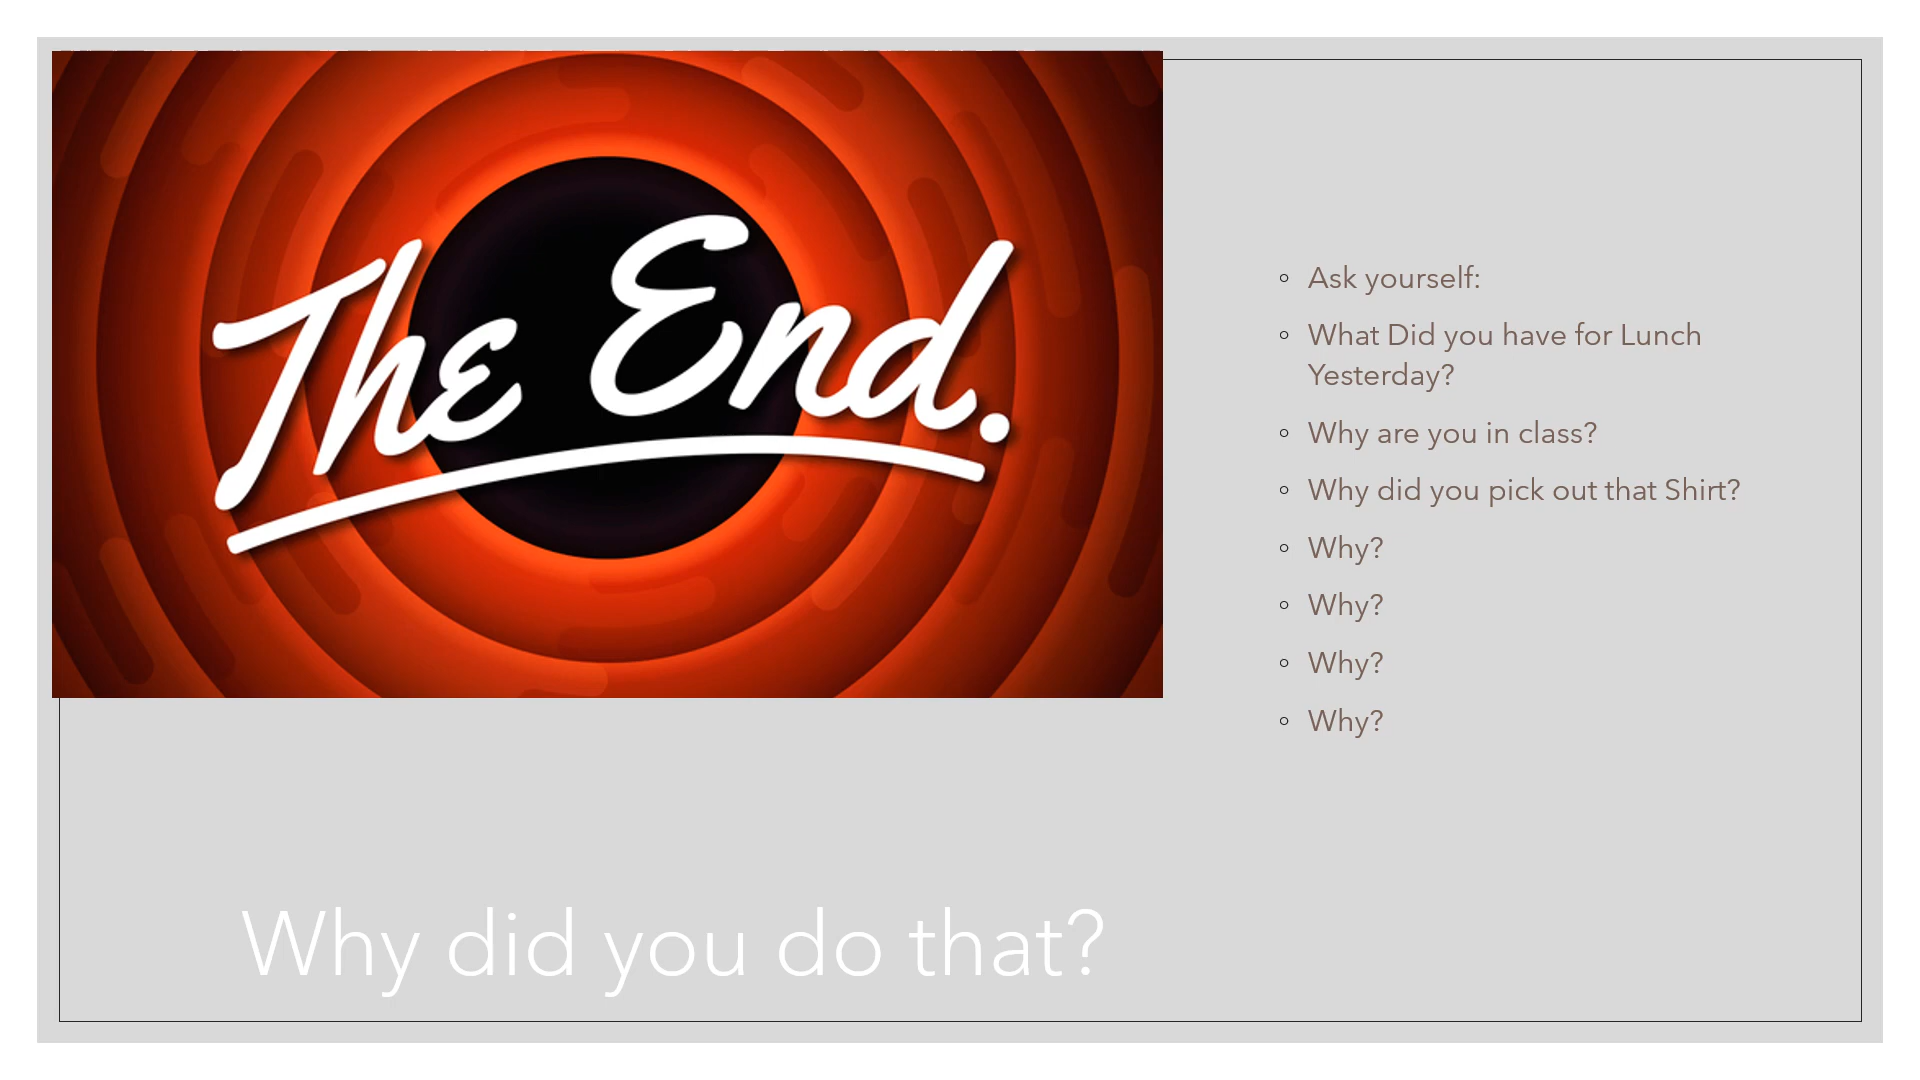 The End.
Ask yourself:
What Did you have for Lunch
Yesterday?
Why are you in class?
Why did you pick out that Shirt?
Why?
Why?
Why?
Why?
Why did you do that?